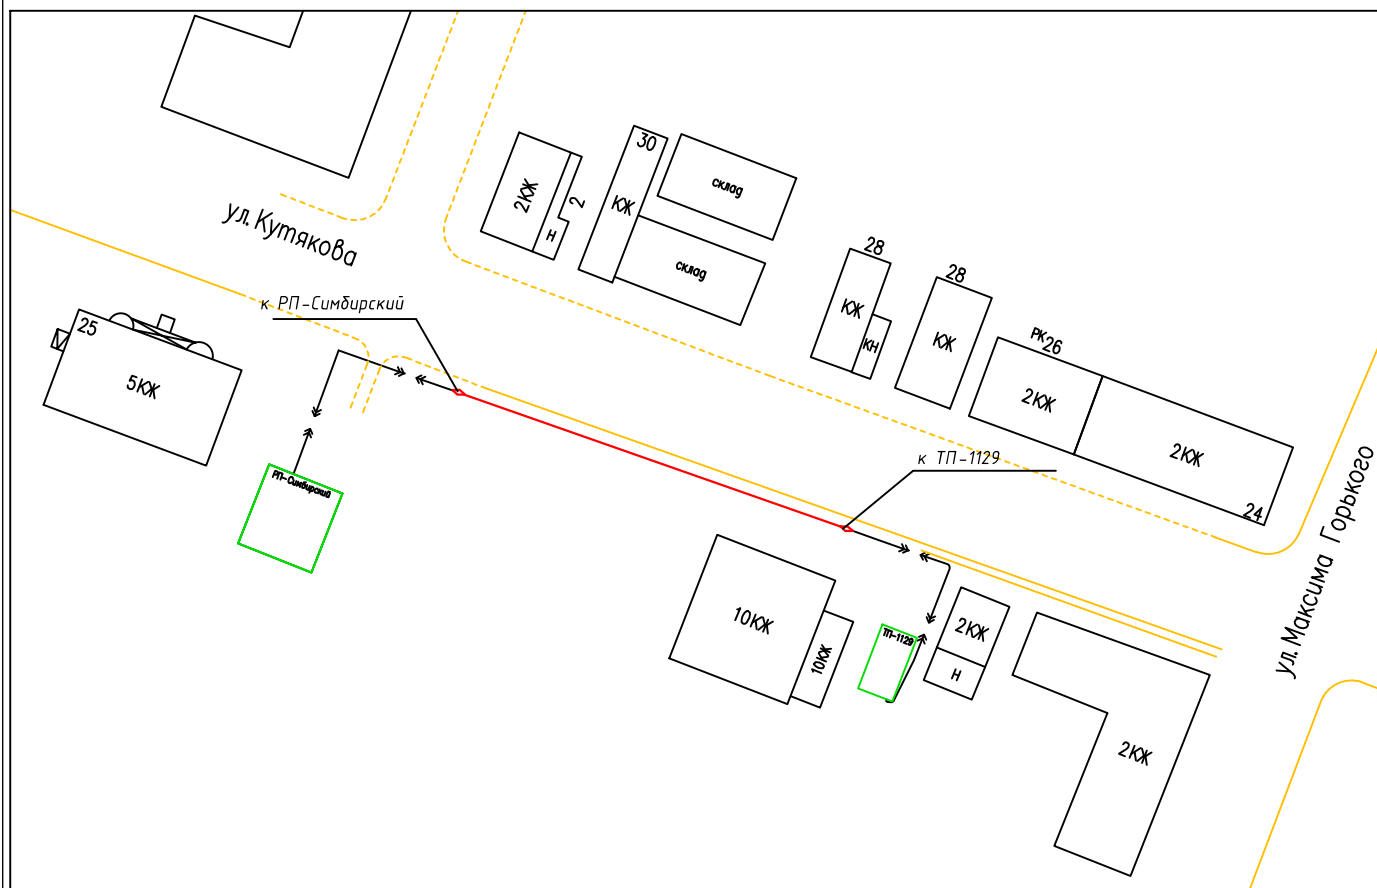 30
склад
2КЖ
КЖ
2
ул. Кутякова
Н
28
склад
28
к РП-Симбирский
КЖ
25
КЖ
КН
РК26
5КЖ
2КЖ
2КЖ
к ТП-1129
РП-Симбирский
24
ул. Максима Горького
10КЖ
ТП-1129
2КЖ
10КЖ
Н
2КЖ